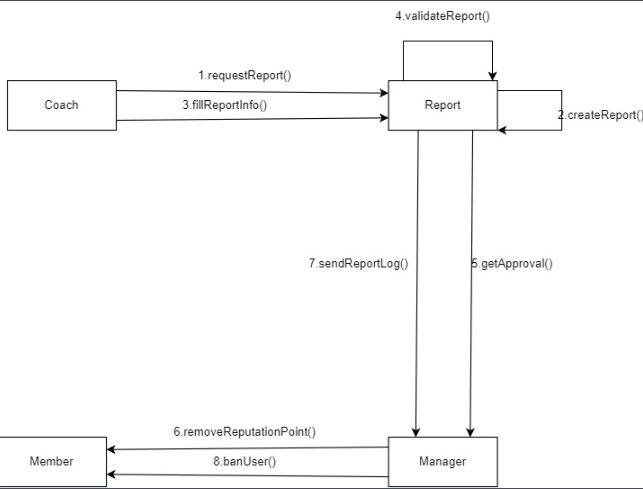 4.validateReport()
1.requestReport()
Coach
3.fillReportInfo()
Report
2.createReport()
7.sendReportLog()
5.getApproval()
6.removeReputationPoint()
Member
8.banUser()
Manager